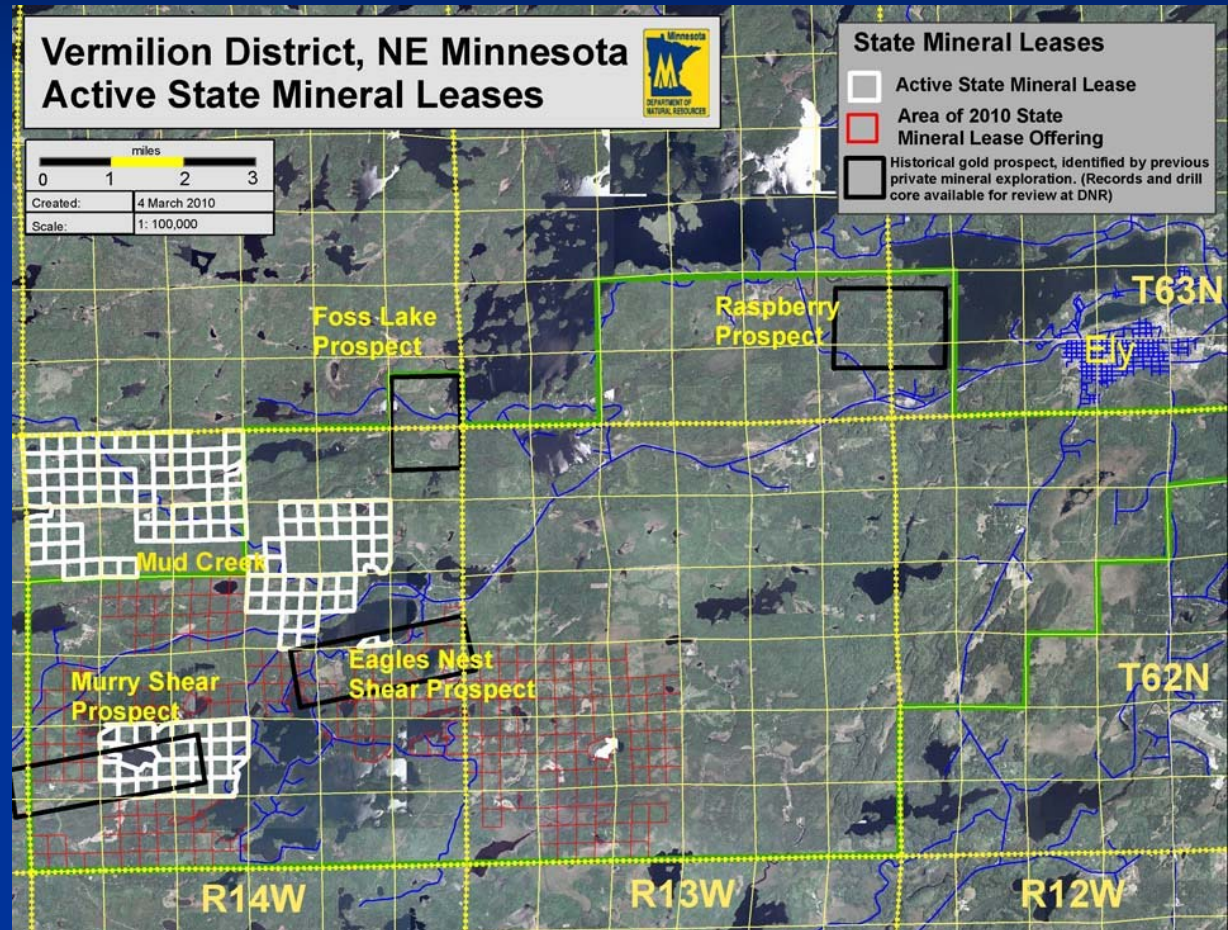 Vermilion District, NE Minnesota
Active State Mineral Leases
Minnesota
DEPARTMENT OF
NATURAL RESOURCES
miles
0 1 2 3
Created: 4 March 2010
Scale: 1: 100,000
State Mineral Leases
Active State Mineral Lease
Area of 2010 State
Mineral Lease Offering
Historical gold prospect, identified by previous
private mineral exploration. (Records and drill
core available for review at DNR)
T63N
Foss Lake
Prospect
Raspberry
Prospect
Ely
Mud Creek
Eagles Nest
Shear Prospect
Murry Shear
Prospect
T62N
R14W
R13W
R12W